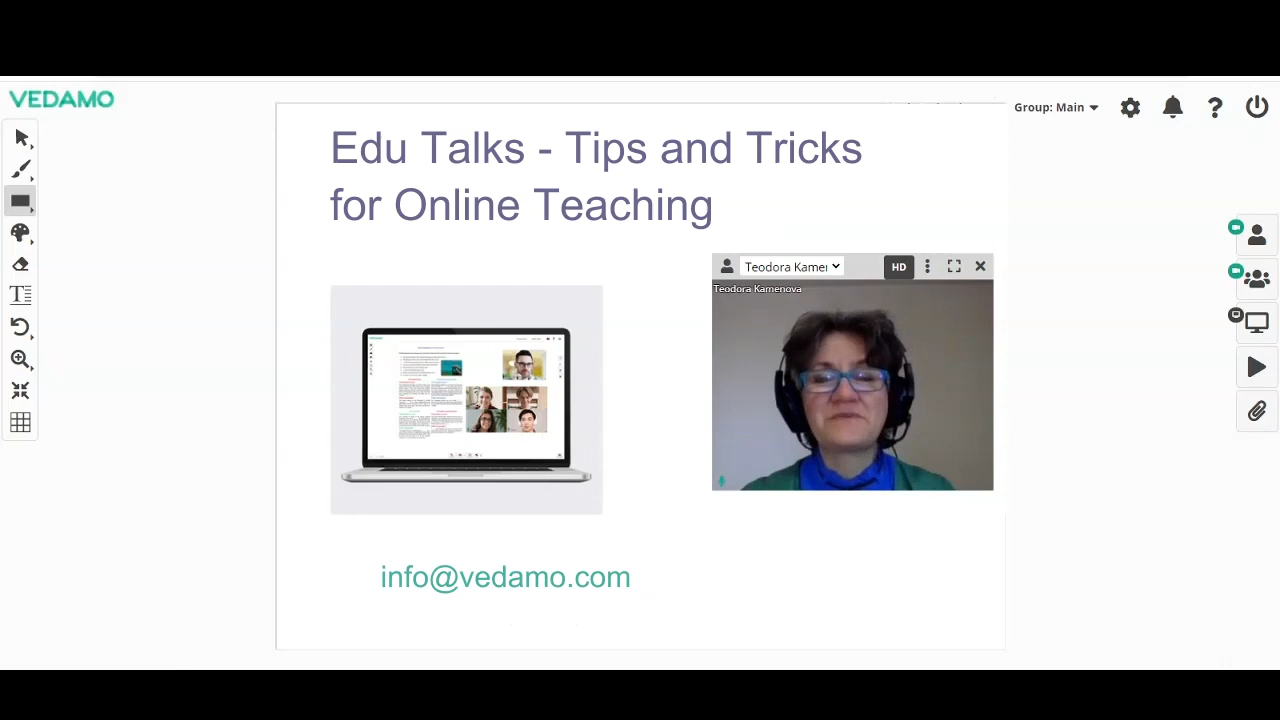 VEDAMO
Group: Main
Edu Talks - Tips and Tricks
for Online Teaching
Teodora Kamer
HD
Teodora Kamenova
info@vedamo.com